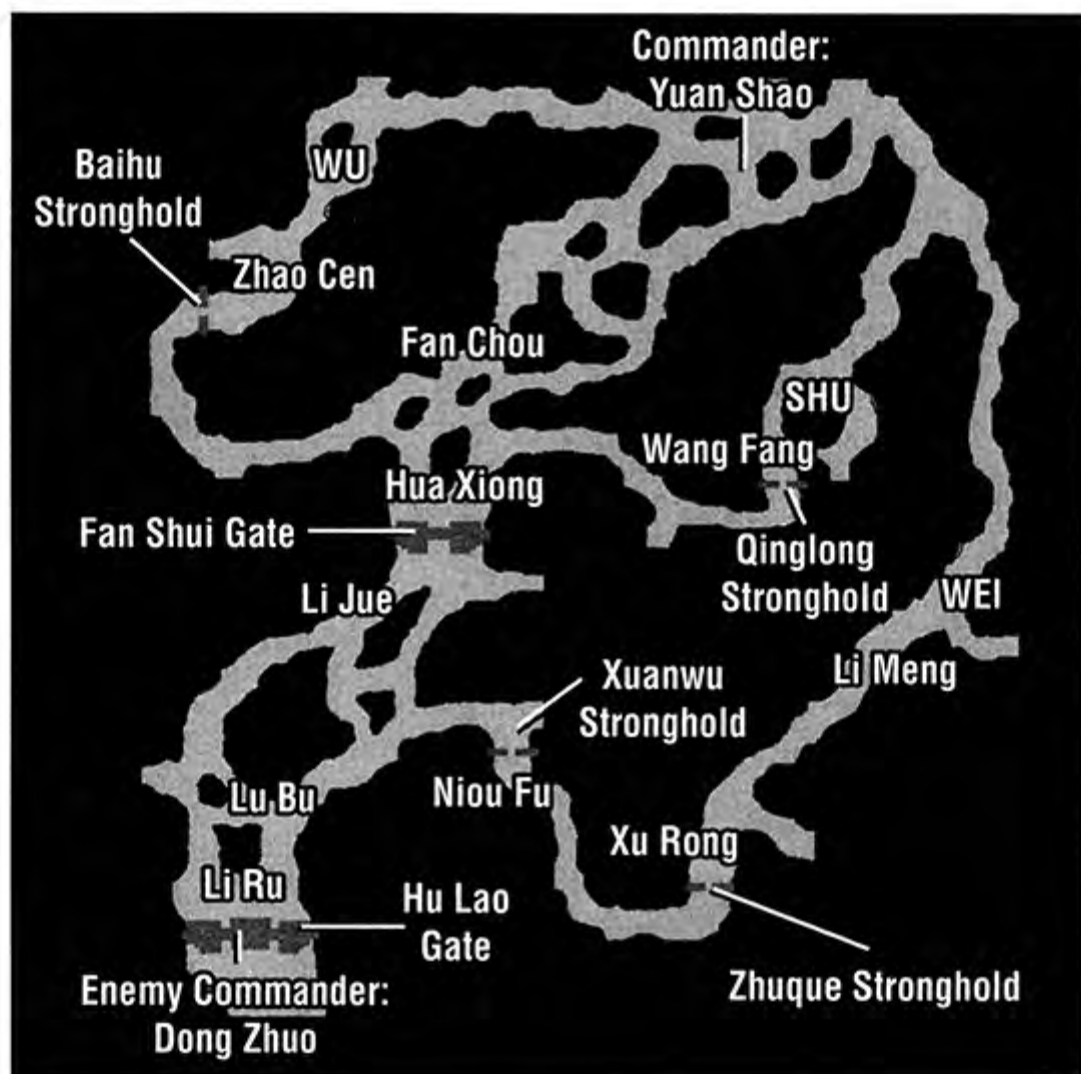 Commander:
Yuan Shao
Baihu
Stronghold
WU
Zhao Cen
Fan Chou
SHU
Wang Fang
Hua Xiong
Fan Shui Gate
Qinglong
Stronghold
WEI
Li Jue
Li Meng
Xuanwu
Stronghold
Niou Fu
Lu Bu
Xu Rong
Li Ru
Hu Lao
Gate
Zhuque Stronghold
Enemy Commander:
Dong Zhuo